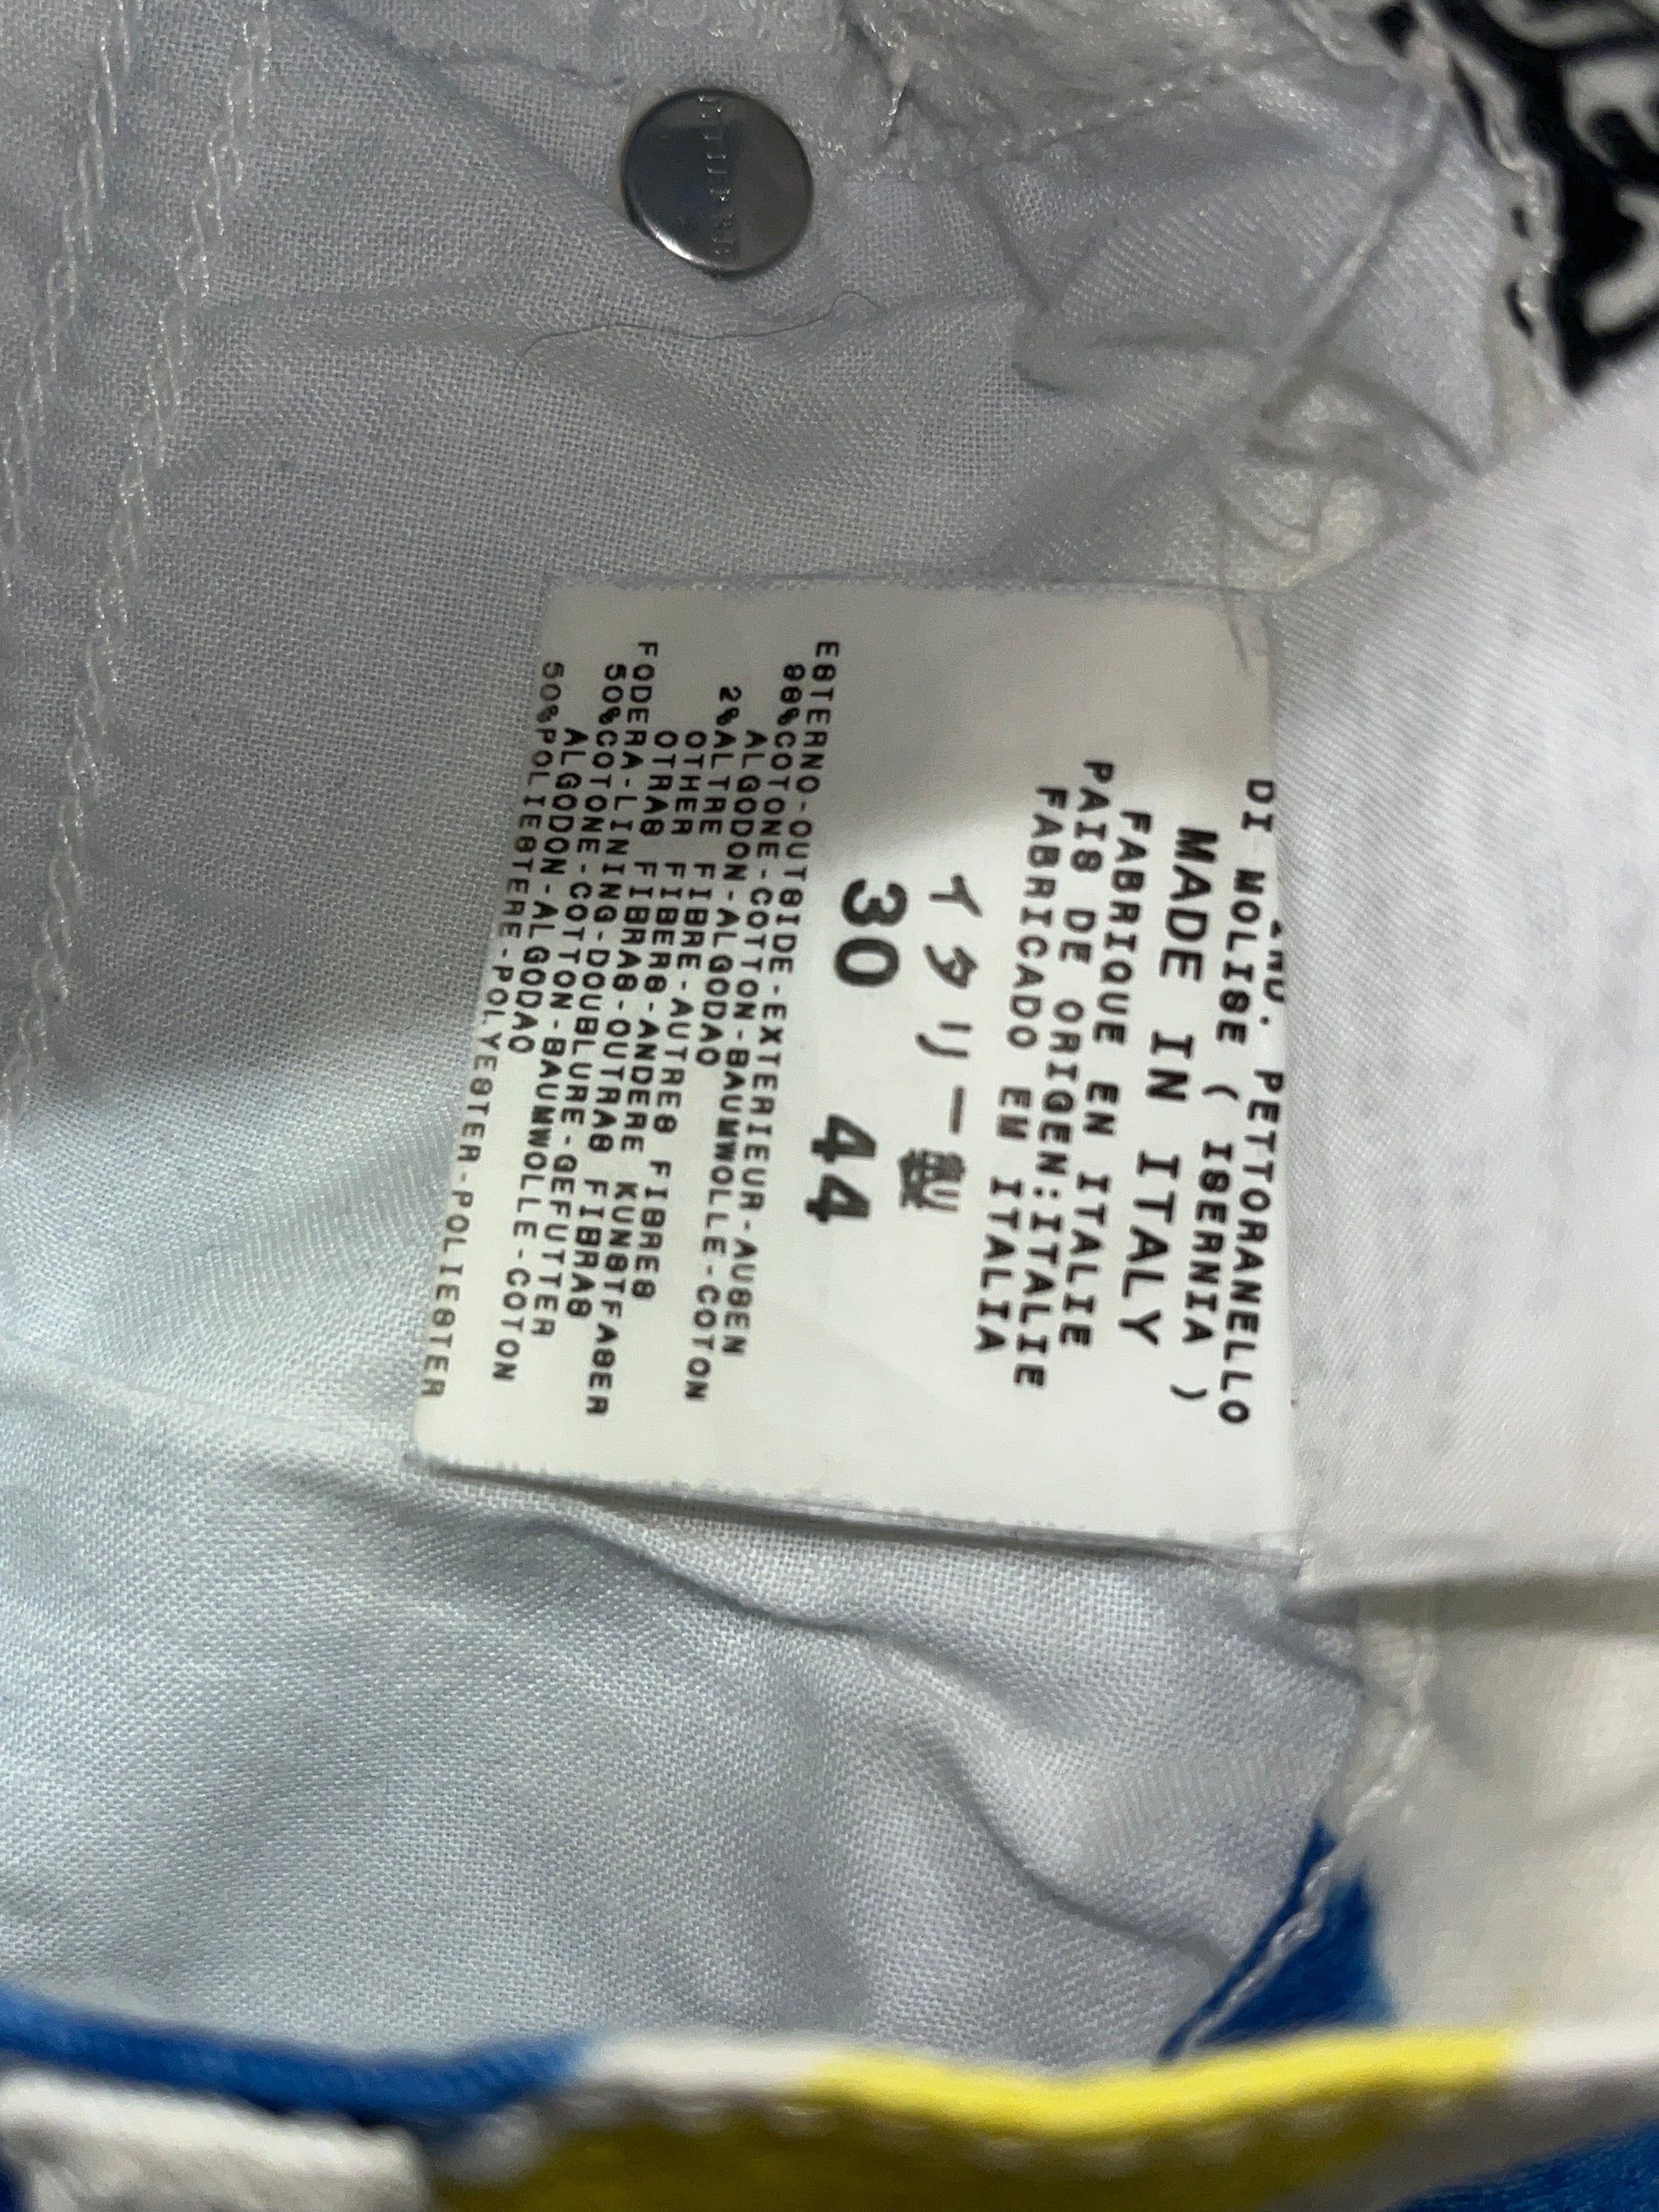 IND. PETTORANELLO
DI MOLISE ( ISERNIA )
MADE IN ITALY
FABRIQUE EN ITALIE
PAIS DE ORIGEN:ITALIE
FABRICADO EM ITALIA
イタリー製
30 44
ESTERNO-OUTSIDE-EXTERIEUR-AUSEN
98%COTONE-COTTON-BAUMWOLLE-COTON
ALGODON-ALGODAO
2%ALTRE FIBRE-AUTRES FIBRES
OTHER FIBERS-ANDERE KUNSTFASER
OTRAS FIBRAS-OUTRAS FIBRAS
FODERA-LINING-DOUBLURE-GEFUTTER
50%COTONE-COTTON-BAUMWOLLE-COTON
ALGODON-ALGODAO
50%POLIESTERE-POLYESTER-POLIESTER